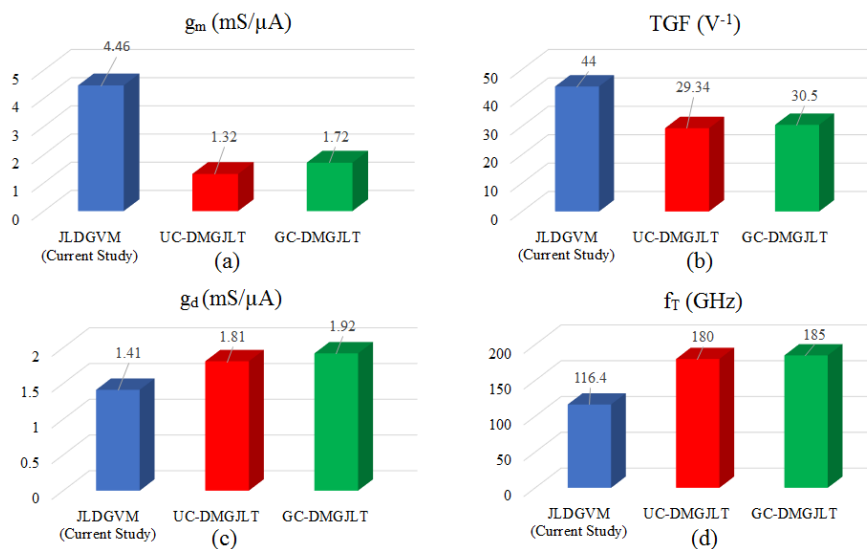 gm (mS/µA)
4.46
5
4
3
2
1
0
1.32
1.72
JLDGVM
(Current Study)
UC-DMGJLT
GC-DMGJLT
(a)
TGF (V-1)
44
50
40
30
20
10
0
29.34
30.5
JLDGVM
(Current Study)
UC-DMGJLT
GC-DMGJLT
(b)
gd (mS/µA)
1.41
2
1.5
1
0.5
0
1.81
1.92
JLDGVM
(Current Study)
UC-DMGJLT
GC-DMGJLT
(c)
fT (GHz)
116.4
200
150
100
50
0
180
185
JLDGVM
(Current Study)
UC-DMGJLT
GC-DMGJLT
(d)